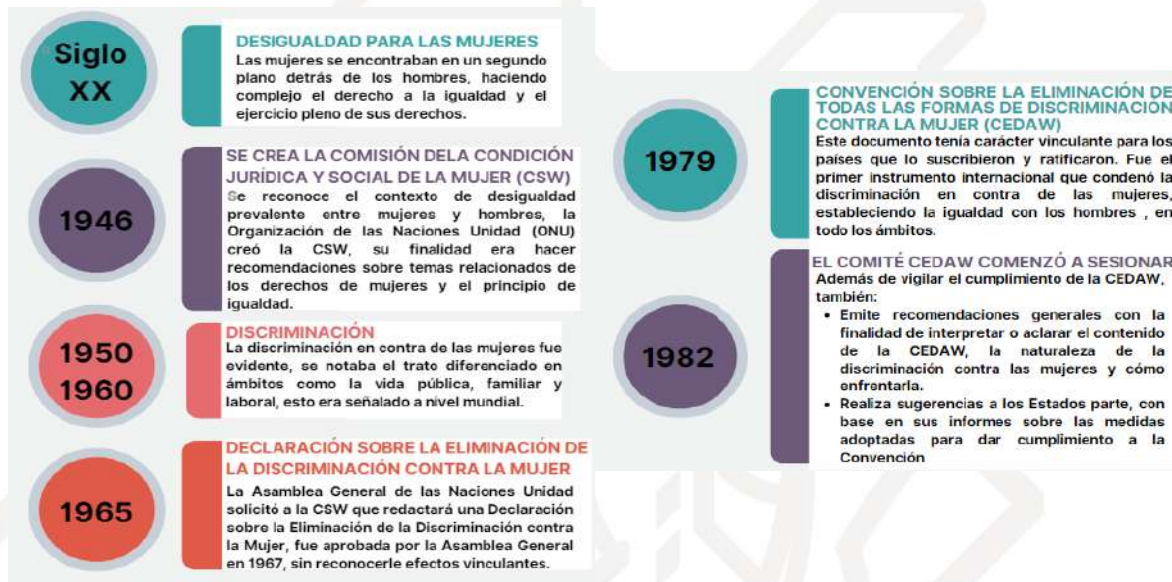 Siglo
XX
DESIGUALDAD PARA LAS MUJERES
Las mujeres se encontraban en un segundo
plano detrás de los hombres, haciendo
complejo el derecho a la igualdad y el
ejercicio pleno de sus derechos.
1946
SE CREA LA COMISIÓN DELA CONDICIÓN
JURÍDICA Y SOCIAL DE LA MUJER (CSW)
Se reconoce el contexto de desigualdad
prevalente entre mujeres y hombres, la
Organización de las Naciones Unidad (ONU)
creó la CSW, su finalidad era hacer
recomendaciones sobre temas relacionados de
los derechos de mujeres y el principio de
igualdad.
1950
1960
DISCRIMINACIÓN
La discriminación en contra de las mujeres fue
evidente, se notaba el trato diferenciado en
ámbitos como la vida pública, familiar y
laboral, esto era señalado a nivel mundial.
1965
DECLARACIÓN SOBRE LA ELIMINACIÓN DE
LA DISCRIMINACIÓN CONTRA LA MUJER
La Asamblea General de las Naciones Unidad
solicitó a la CSW que redactará una Declaración
sobre la Eliminación de la Discriminación contra
la Mujer, fue aprobada por la Asamblea General
en 1967, sin reconocerle efectos vinculantes.
1979
CONVENCIÓN SOBRE LA ELIMINACIÓN DE
TODAS LAS FORMAS DE DISCRIMINACIÓN
CONTRA LA MUJER (CEDAW)
Este documento tenía carácter vinculante para los
países que lo suscribieron y ratificaron. Fue el
primer instrumento internacional que condenó la
discriminación en contra de las mujeres,
estableciendo la igualdad con los hombres , en
todo los ámbitos.
1982
EL COMITÉ CEDAW COMENZÓ A SESIONAR
Además de vigilar el cumplimiento de la CEDAW,
también:
• Emite recomendaciones generales con la
finalidad de interpretar o aclarar el contenido
de la CEDAW, la naturaleza de la
discriminación contra las mujeres y cómo
enfrentarla.
• Realiza sugerencias a los Estados parte, con
base en sus informes sobre las medidas
adoptadas para dar cumplimiento a la
Convención